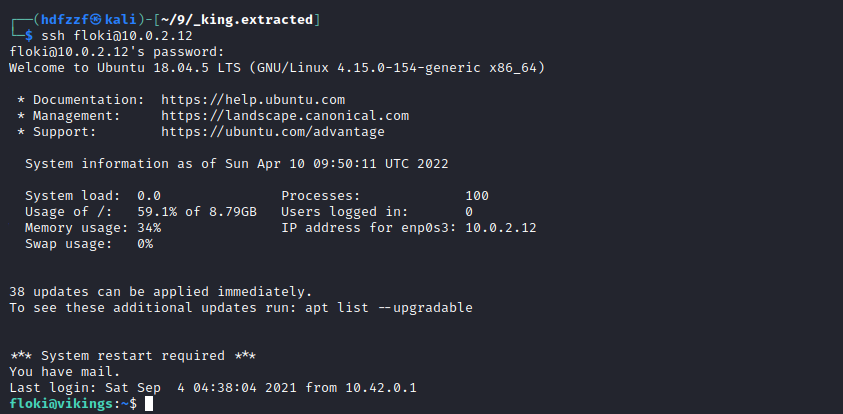 ┌──(hdfzzf㉿kali)-[~/9/_king.extracted]
└─$ ssh floki@10.0.2.12
floki@10.0.2.12's password:
Welcome to Ubuntu 18.04.5 LTS (GNU/Linux 4.15.0-154-generic x86_64)
* Documentation:  https://help.ubuntu.com
* Management:     https://landscape.canonical.com
* Support:        https://ubuntu.com/advantage
System information as of Sun Apr 10 09:50:11 UTC 2022
System load:  0.0               Processes:             100
Usage of /:   59.1% of 8.79GB   Users logged in:       0
Memory usage: 34%               IP address for enp0s3: 10.0.2.12
Swap usage:   0%
38 updates can be applied immediately.
To see these additional updates run: apt list --upgradable
*** System restart required ***
You have mail.
Last login: Sat Sep  4 04:38:04 2021 from 10.42.0.1
floki@vikings:~$